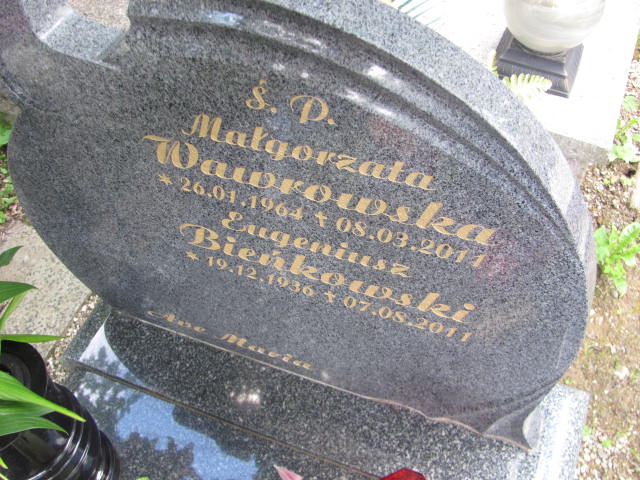 Ś. P.
Małgorzata
Wawrowska
* 26.01.1964 ✝ 08.03.2011
Eugeniusz
Bieńkowski
* 19.12.1936 ✝ 07.08.2011
Ave Maria